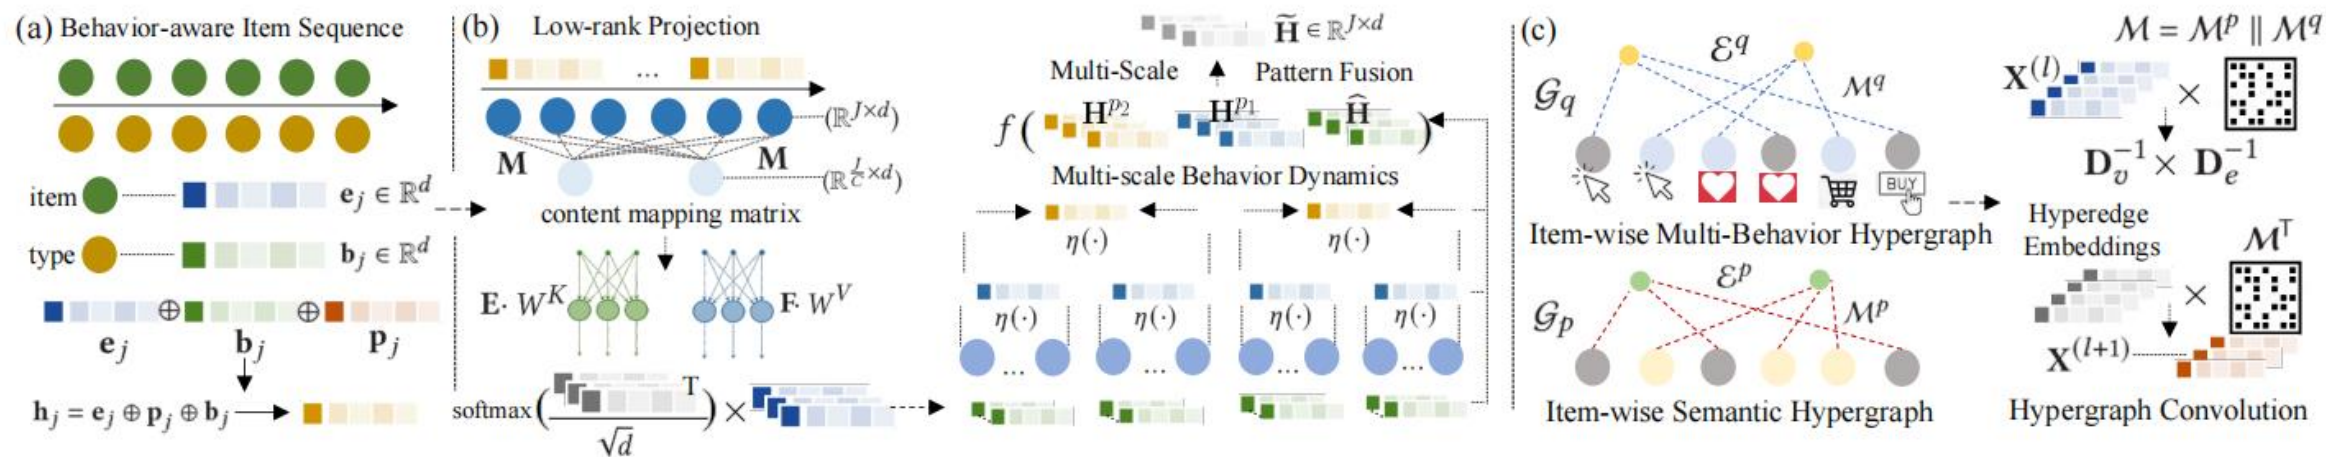 (a) Behavior-aware Item Sequence
item
e_j ∈ ℝ^d
type
b_j ∈ ℝ^d
⊕ ⊕
e_j b_j p_j
h_j = e_j ⊕ p_j ⊕ b_j
(b) Low-rank Projection
...
(ℝ^{J×d})
M M
(ℝ^{J/C×d})
content mapping matrix
E· W^K
F· W^V
softmax( T / √d ) ×
H̃ ∈ ℝ^{J×d}
Multi-Scale Pattern Fusion
f( H^{p_2} H^{p_1} Ĥ )
Multi-scale Behavior Dynamics
η(·) η(·)
η(·) η(·) η(·) η(·)
... ... ... ...
(c)
𝓔^q
𝓖_q
𝓜^q
BUY
Item-wise Multi-Behavior Hypergraph
𝓔^p
𝓖_p
𝓜^p
Item-wise Semantic Hypergraph
𝓜 = 𝓜^p ∥ 𝓜^q
X^{(l)} ×
D_v^{-1} × D_e^{-1}
Hyperedge
Embeddings
𝓜^T
×
X^{(l+1)}
Hypergraph Convolution